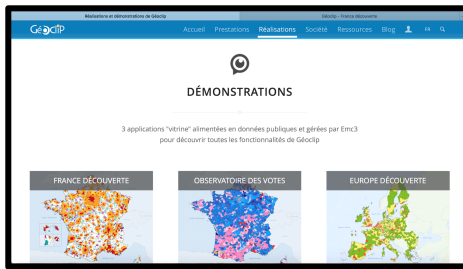 Réalisations et démonstrations de Géoclip
Géoclip - France découverte
Géoclip
Accueil Prestations Réalisations Société Ressources Blog FR
DÉMONSTRATIONS
3 applications "vitrine" alimentées en données publiques et gérées par Emc3
pour découvrir toutes les fonctionnalités de Géoclip
FRANCE DÉCOUVERTE
OBSERVATOIRE DES VOTES
EUROPE DÉCOUVERTE